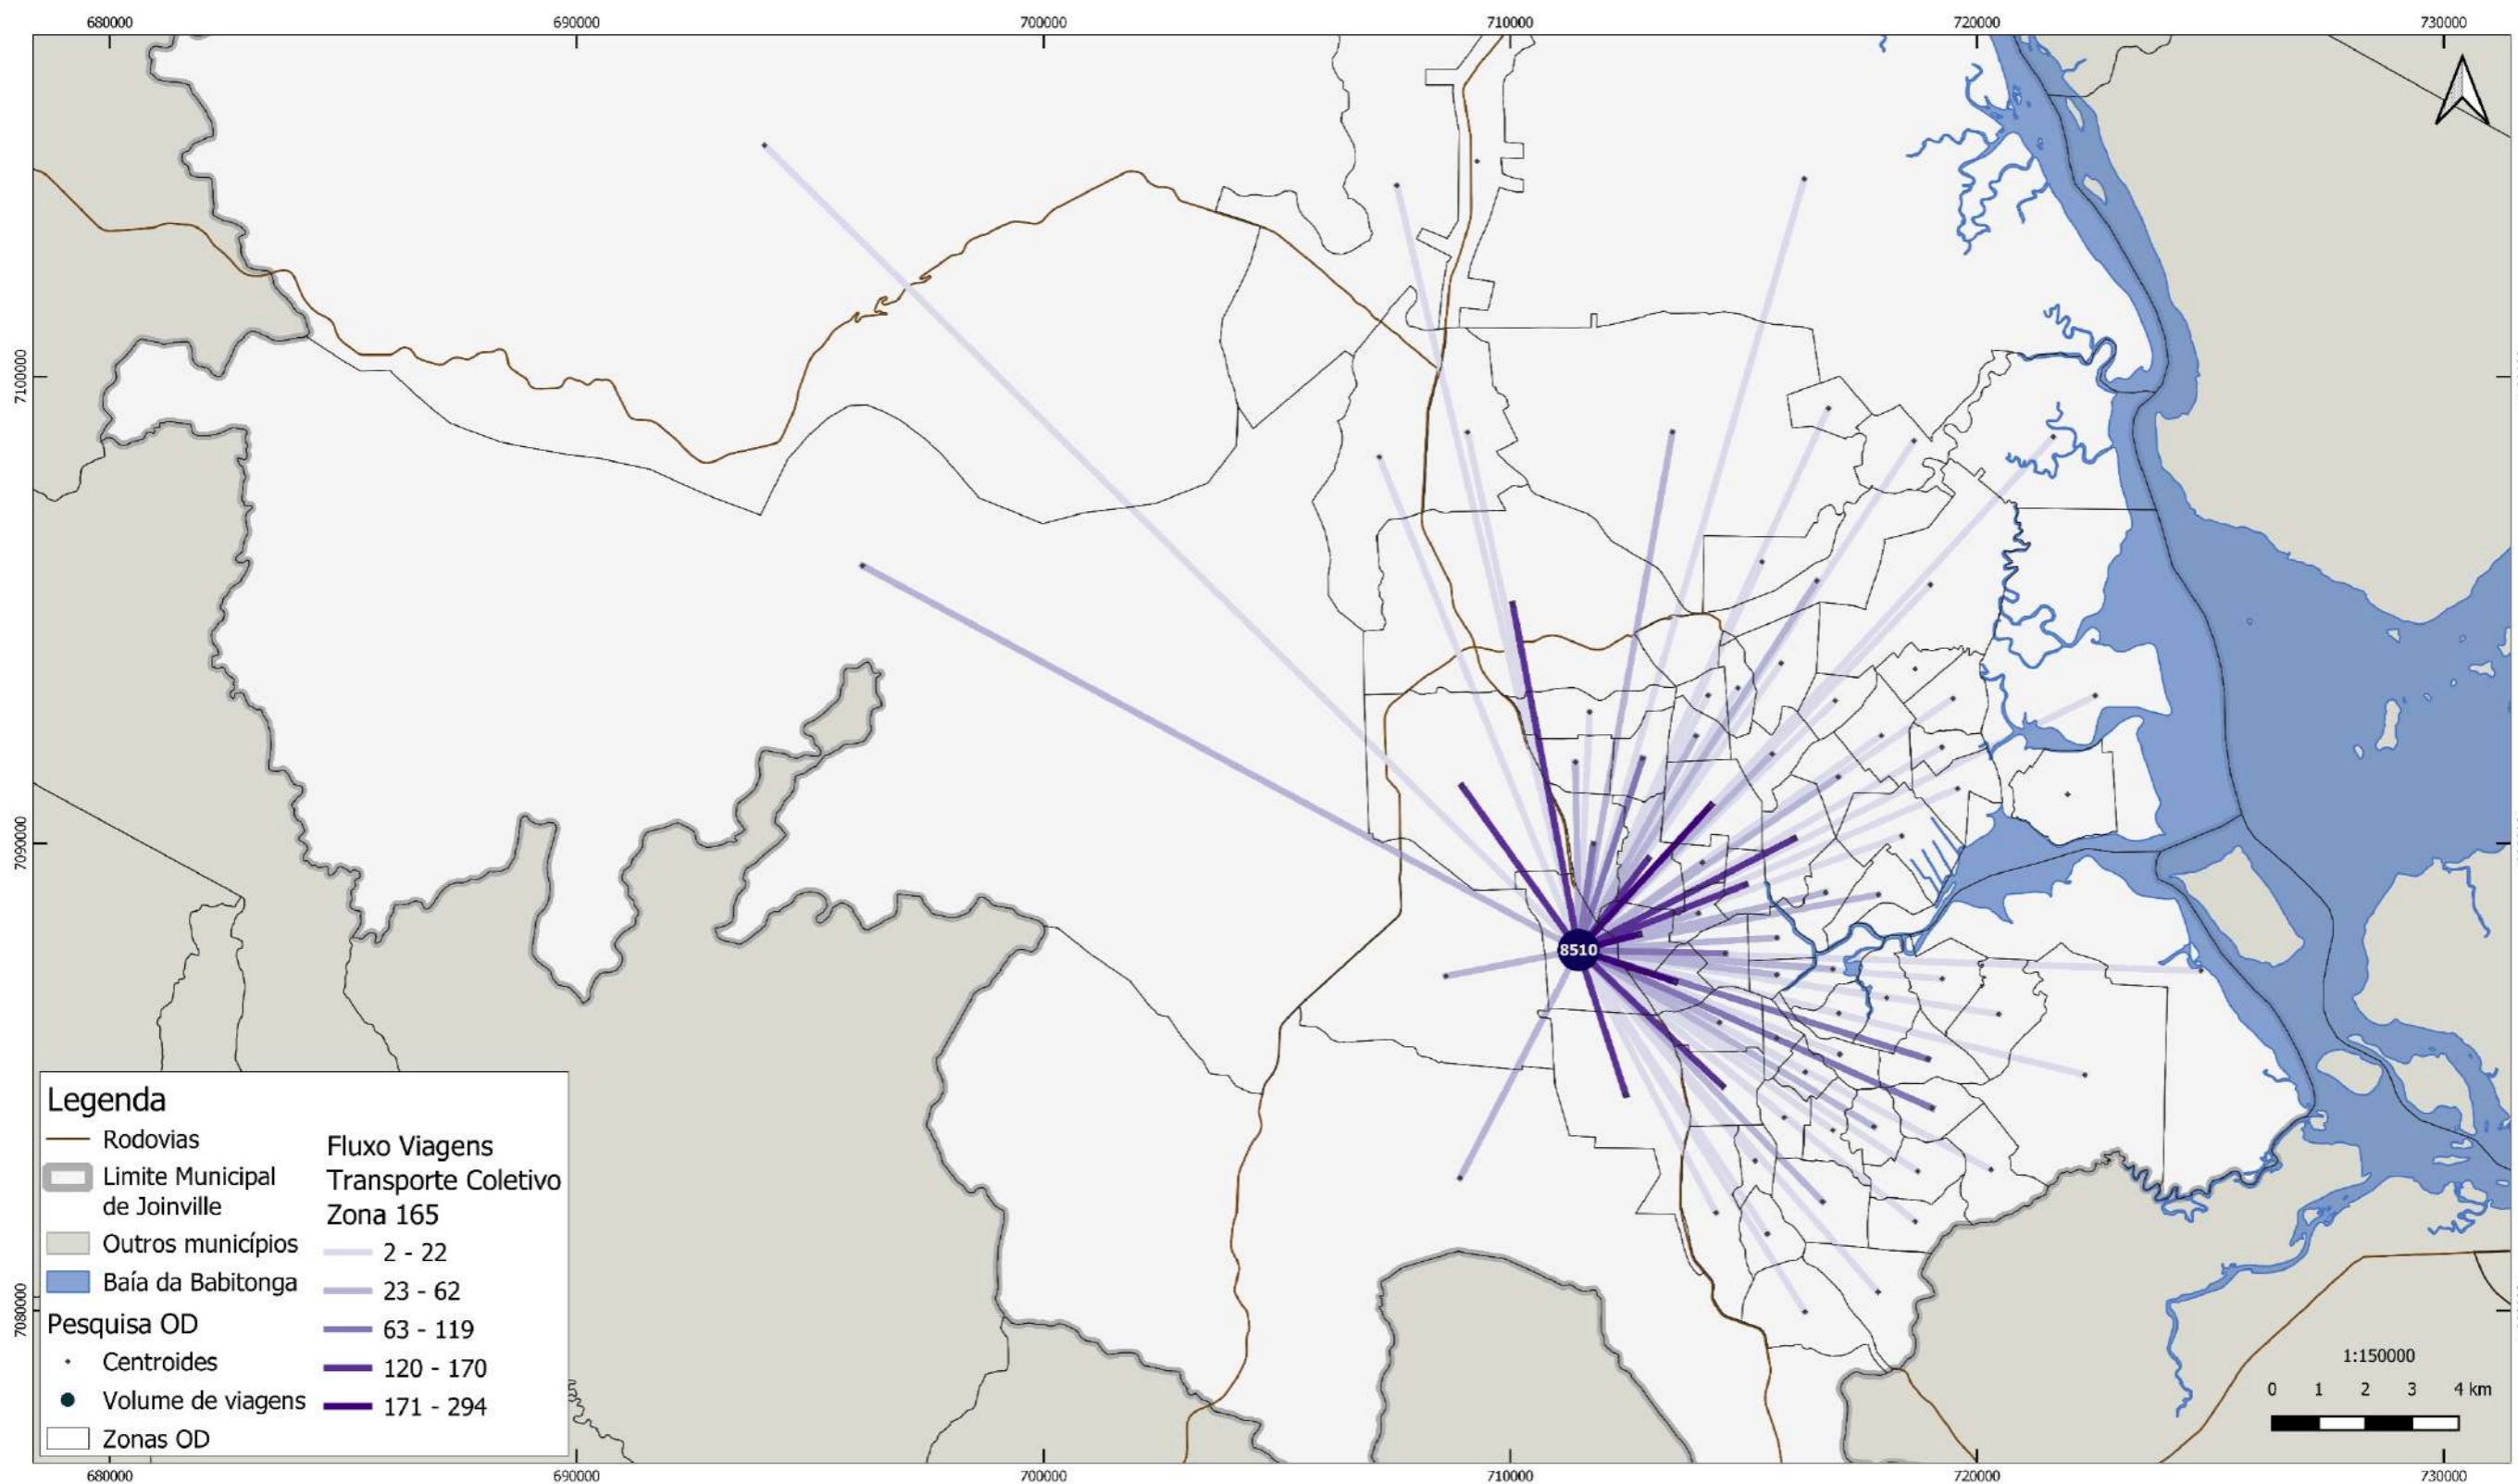 680000 690000 700000 710000 720000 730000
7100000
7090000
7080000
8510
Legenda
Rodovias
Limite Municipal
de Joinville
Outros municípios
Baía da Babitonga
Pesquisa OD
Centroides
Volume de viagens
Zonas OD
Fluxo Viagens
Transporte Coletivo
Zona 165
2 - 22
23 - 62
63 - 119
120 - 170
171 - 294
1:150000
0 1 2 3 4 km
680000 690000 700000 710000 720000 730000